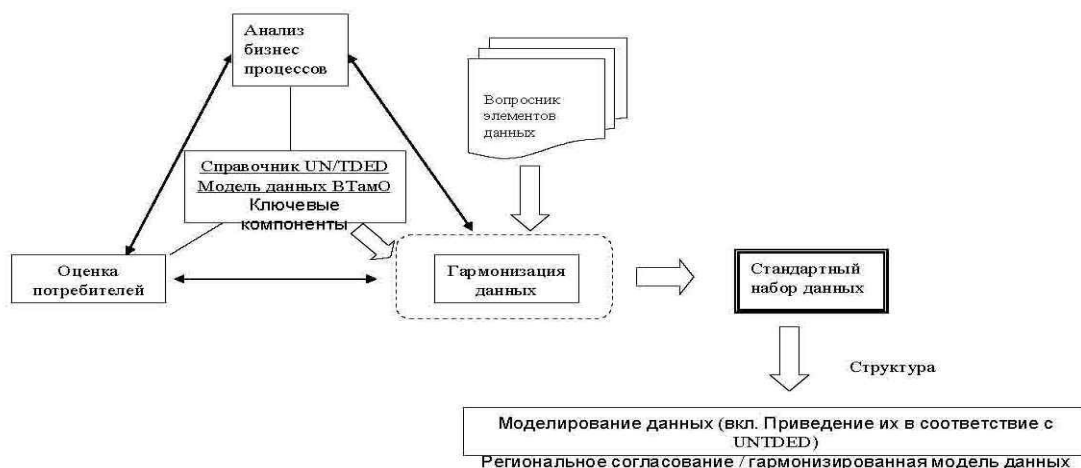 Анализ
бизнес
процессов
Вопросник
элементов
данных
Справочник UN/TDED
Модель данных ВТамО
Ключевые
компоненты
Оценка
потребителей
Гармонизация
данных
Стандартный
набор данных
Структура
Моделирование данных (вкл. Приведение их в соответствие с
UNTDED)
Региональное согласование / гармонизированная модель данных